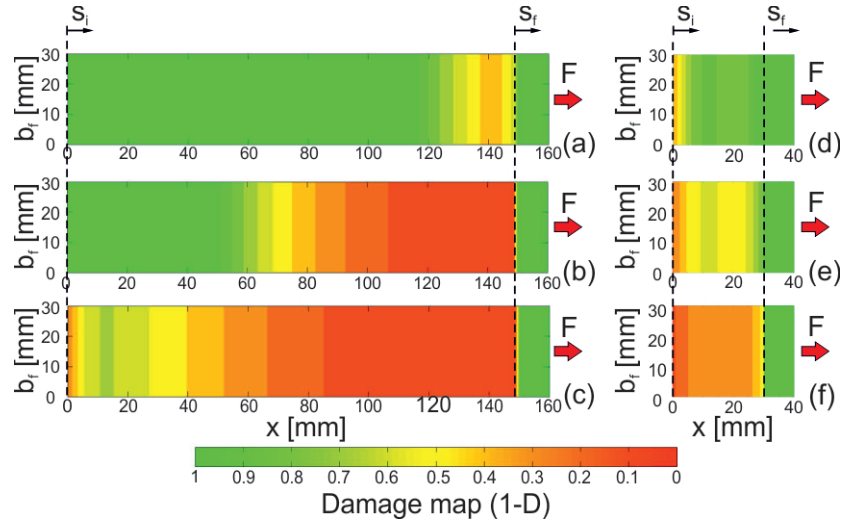 s_i s_f s_i s_f
b_f [mm] 30 20 10 0 F (a) 30 20 10 0 F (d)
0 20 40 60 80 100 120 140 160 0 20 40
b_f [mm] 30 20 10 0 F (b) 30 20 10 0 b_f [mm] F (e)
0 20 40 60 80 100 120 140 160 0 20 40
b_f [mm] 30 20 10 0 F (c) b_f [mm] 30 20 10 0 F (f)
0 20 40 60 80 100 120 140 160 0 20 40
x [mm] x [mm]
1 0.9 0.8 0.7 0.6 0.5 0.4 0.3 0.2 0.1 0
Damage map (1-D)